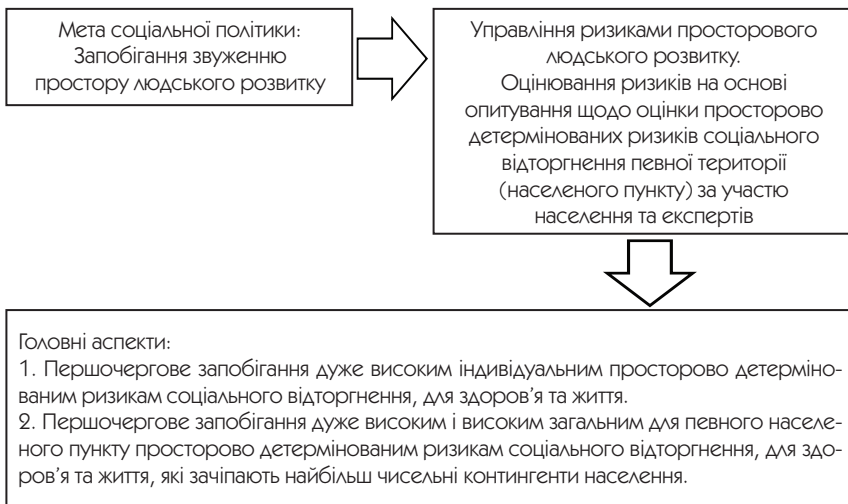 Мета соціальної політики:
Запобігання звуженню
простору людського розвитку
Управління ризиками просторового
людського розвитку.
Оцінювання ризиків на основі
опитування щодо оцінки просторово
детермінованих ризиків соціального
відторгнення певної території
(населеного пункту) за участю
населення та експертів
Головні аспекти:
1. Першочергове запобігання дуже високим індивідуальним просторово детерміно-
ваним ризикам соціального відторгнення, для здоров’я та життя.
2. Першочергове запобігання дуже високим і високим загальним для певного населе-
ного пункту просторово детермінованим ризикам соціального відторгнення, для здо-
ров’я та життя, які зачіпають найбільш чисельні контингенти населення.